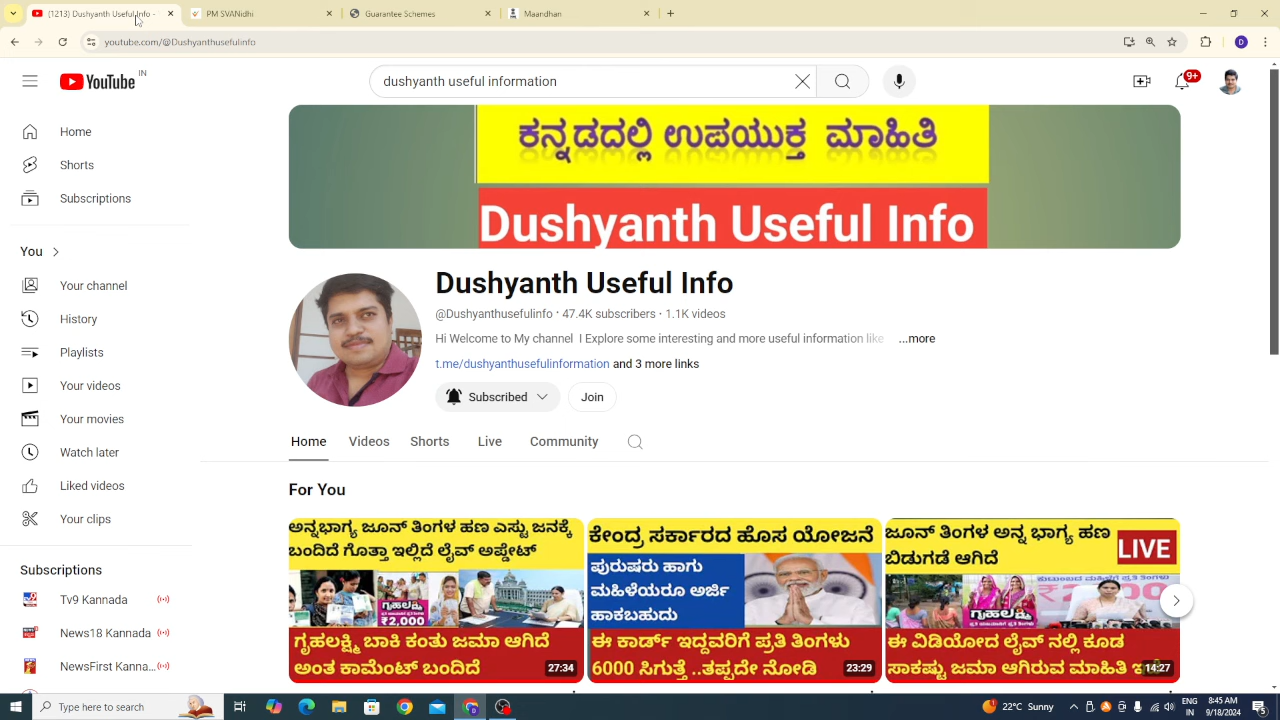 (1213) Dushyanth Useful Info -
PM SVANidhi
Guarantee Schemes
Handloom
youtube.com/@Dushyanthusefulinfo
D
YouTube IN
dushyanth useful information
9+
Home
Shorts
Subscriptions
You
Your channel
History
Playlists
Your videos
Your movies
Watch later
Liked videos
Your clips
Subscriptions
Tv9 Kannada
News18 Kannada
NewsFirst Kanna...
ಕನ್ನಡದಲ್ಲಿ ಉಪಯುಕ್ತ ಮಾಹಿತಿ
Dushyanth Useful Info
Dushyanth Useful Info
@Dushyanthusefulinfo · 47.4K subscribers · 1.1K videos
Hi Welcome to My channel I Explore some interesting and more useful information like ...more
t.me/dushyanthusefulinformation and 3 more links
Subscribed
Join
Home
Videos
Shorts
Live
Community
For You
ಅನ್ನಭಾಗ್ಯ ಜೂನ್ ತಿಂಗಳ ಹಣ ಎಸ್ಟು ಜನಕ್ಕೆ
ಬಂದಿದೆ ಗೊತ್ತಾ ಇಲ್ಲಿದೆ ಲೈವ್ ಅಪ್ಡೇಟ್
ಗೃಹಲಕ್ಷ್ಮಿ
₹2,000
ಗೃಹಲಕ್ಷ್ಮಿ ಬಾಕಿ ಕಂತು ಜಮಾ ಆಗಿದೆ
ಅಂತ ಕಾಮೆಂಟ್ ಬಂದಿದೆ
27:34
ಕೇಂದ್ರ ಸರ್ಕಾರದ ಹೊಸ ಯೋಜನೆ
ಪುರುಷರು ಹಾಗು
ಮಹಿಳೆಯರೂ ಅರ್ಜಿ
ಹಾಕಬಹುದು
ಈ ಕಾರ್ಡ್ ಇದ್ದವರಿಗೆ ಪ್ರತಿ ತಿಂಗಳು
6000 ಸಿಗುತ್ತೆ ..ತಪ್ಪದೇ ನೋಡಿ
23:29
ಜೂನ್ ತಿಂಗಳ ಅನ್ನ ಭಾಗ್ಯ ಹಣ
ಬಿಡುಗಡೆ ಆಗಿದೆ
LIVE
ಈ ವಿಡಿಯೋದ ಲೈವ್ ನಲ್ಲಿ ಕೂಡ
ಸಾಕಷ್ಟು ಜಮಾ ಆಗಿರುವ ಮಾಹಿತಿ
14:27
Type here to search
22°C Sunny
ENG
IN
8:45 AM
9/18/2024
5